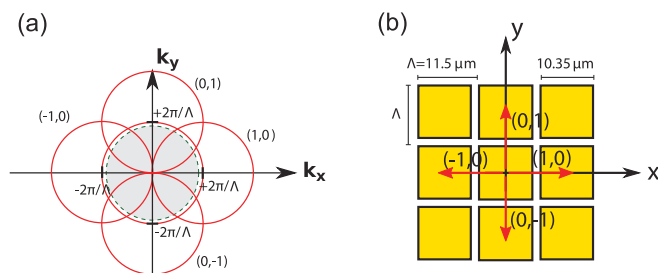 (a)
k_y
(0,1)
(-1,0)
+2π/Λ
(1,0)
k_x
-2π/Λ
+2π/Λ
-2π/Λ
(0,-1)
(b)
y
Λ=11.5 μm
10.35 μm
Λ
(0,1)
(-1,0)
(1,0)
x
(0,-1)